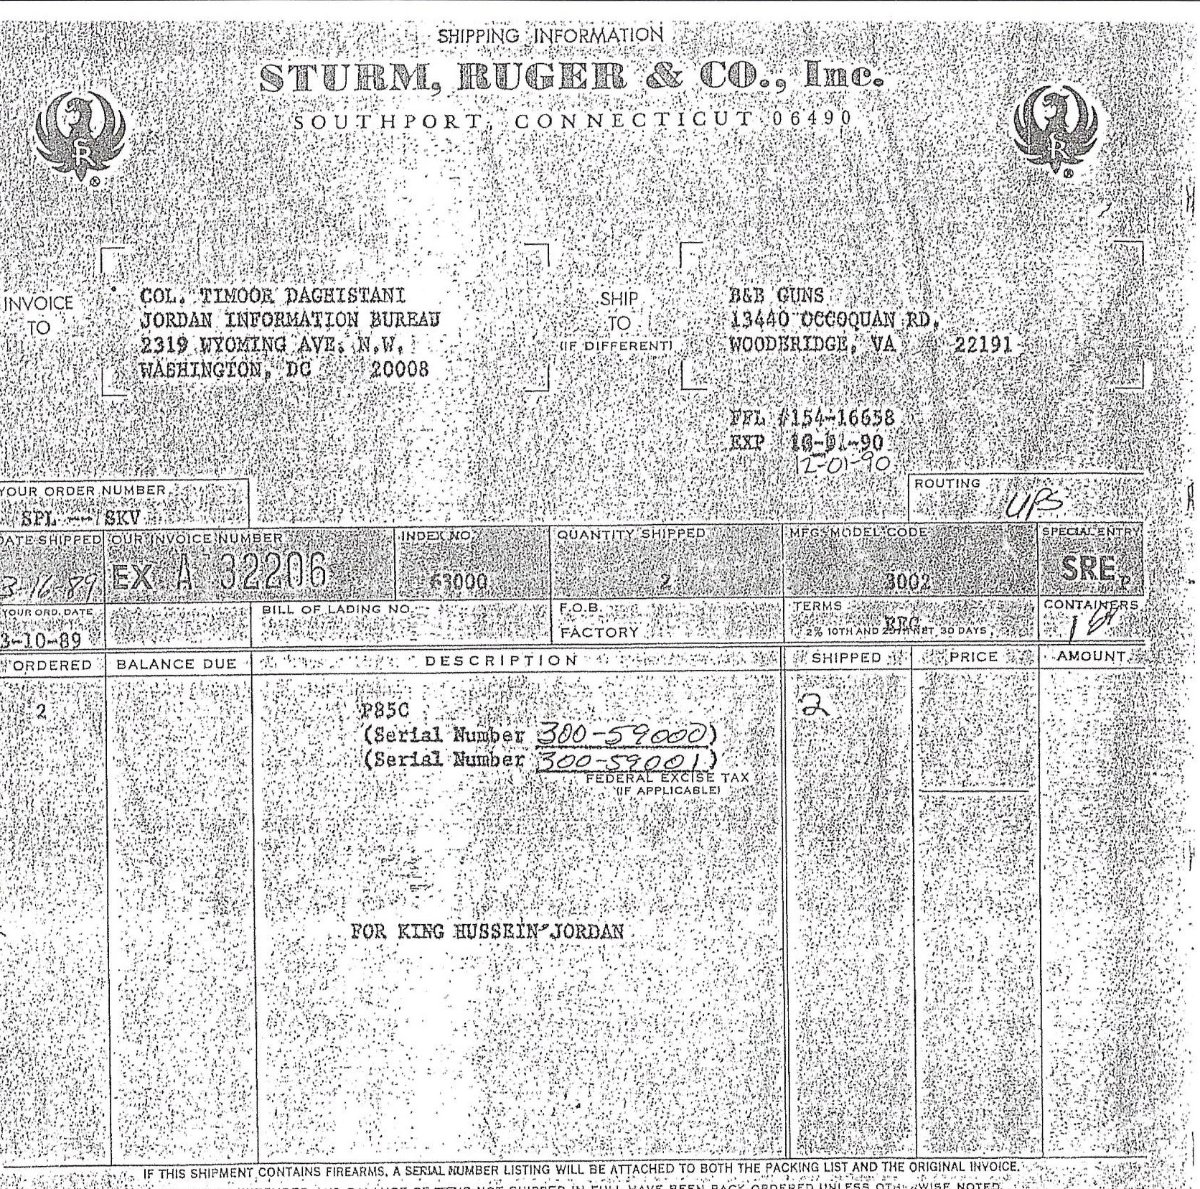 SHIPPING INFORMATION
STURM, RUGER & CO., Inc.
SOUTHPORT, CONNECTICUT 06490
SR
®
SR
®
INVOICE
TO
COL. TIMOOR DAGHISTANI
JORDAN INFORMATION BUREAU
2319 WYOMING AVE. N.W.
WASHINGTON, DC 20008
SHIP
TO
(IF DIFFERENT)
B&B GUNS
13440 OCCOQUAN RD.
WOODBRIDGE, VA 22191
FFL #154-16658
EXP 10-01-90
12-01-90
YOUR ORDER NUMBER
SPL -- SKV
ROUTING
UPS
DATE SHIPPED
3-16-89
OUR INVOICE NUMBER
EX A 32206
INDEX NO.
63000
QUANTITY SHIPPED
2
MFGS MODEL CODE
3002
SPECIAL ENTRY
SRE P
YOUR ORD. DATE
3-10-89
BILL OF LADING NO.
F.O.B.
FACTORY
TERMS
REG
2% 10TH AND 25TH NET 30 DAYS
CONTAINERS
ORDERED BALANCE DUE DESCRIPTION SHIPPED PRICE AMOUNT
2 P85C 2
(Serial Number 300-59000)
(Serial Number 300-59001)
FEDERAL EXCISE TAX
(IF APPLICABLE)
FOR KING HUSSEIN-JORDAN
IF THIS SHIPMENT CONTAINS FIREARMS, A SERIAL NUMBER LISTING WILL BE ATTACHED TO BOTH THE PACKING LIST AND THE ORIGINAL INVOICE.